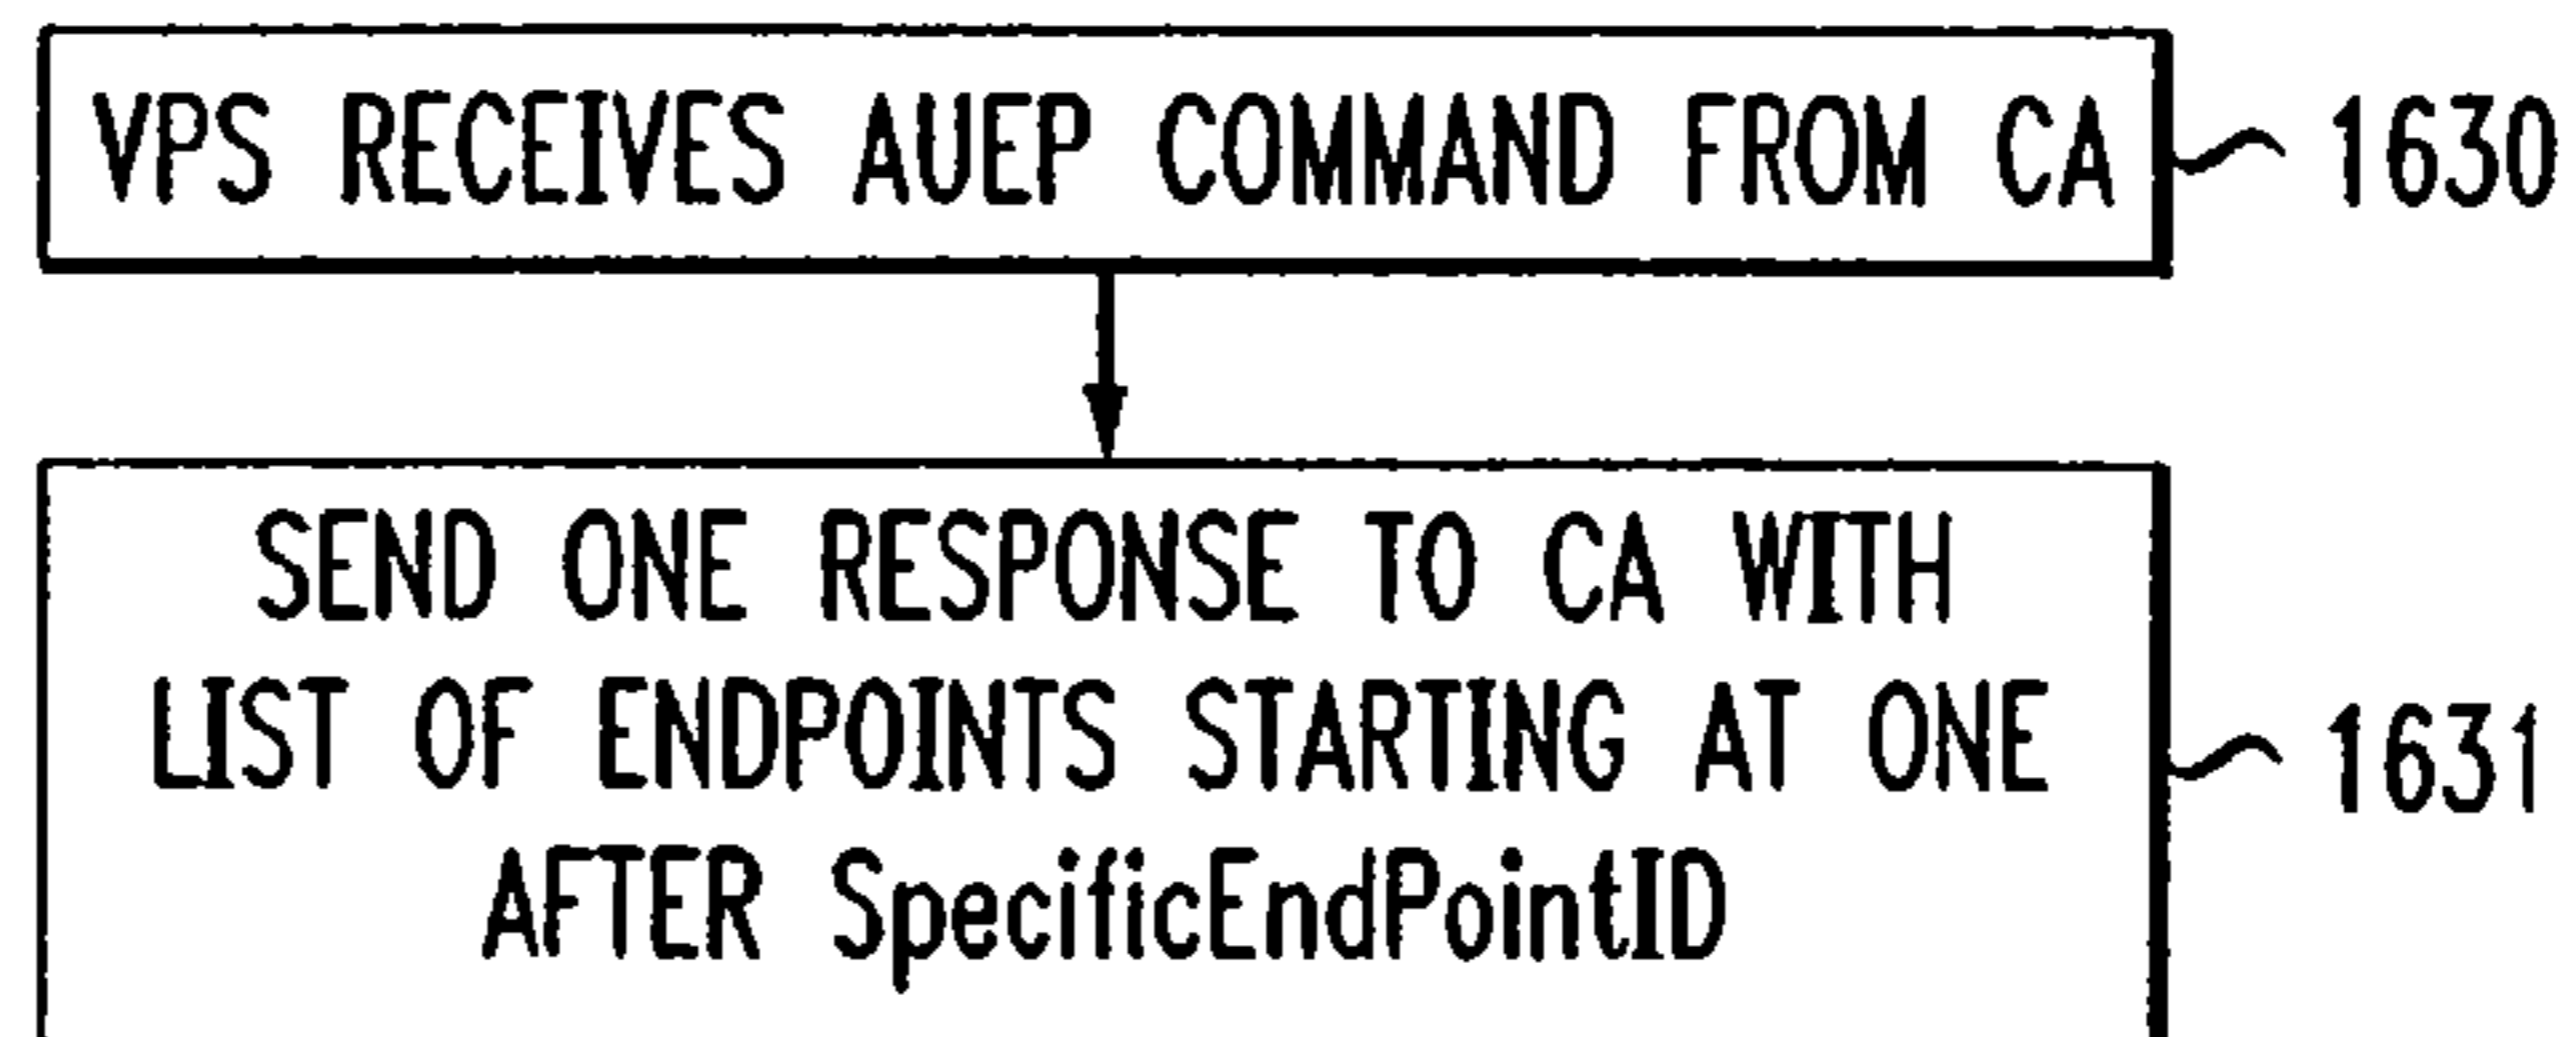 VPS RECEIVES AUEP COMMAND FROM CA
1630
SEND ONE RESPONSE TO CA WITH
LIST OF ENDPOINTS STARTING AT ONE
AFTER SpecificEndPointID
1631